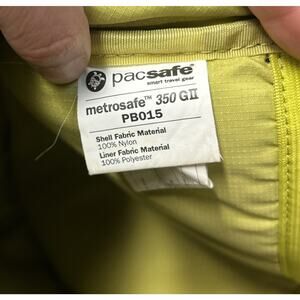 pacsafe®
smart travel gear
metrosafe™ 350 GII
PB015
Shell Fabric Material
100% Nylon
Liner Fabric Material
100% Polyester